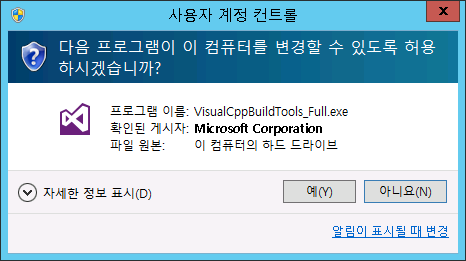 사용자 계정 컨트롤
다음 프로그램이 이 컴퓨터를 변경할 수 있도록 허용
하시겠습니까?
프로그램 이름: VisualCppBuildTools_Full.exe
확인된 게시자: Microsoft Corporation
파일 원본: 이 컴퓨터의 하드 드라이브
자세한 정보 표시(D)
예(Y)
아니요(N)
알림이 표시될 때 변경